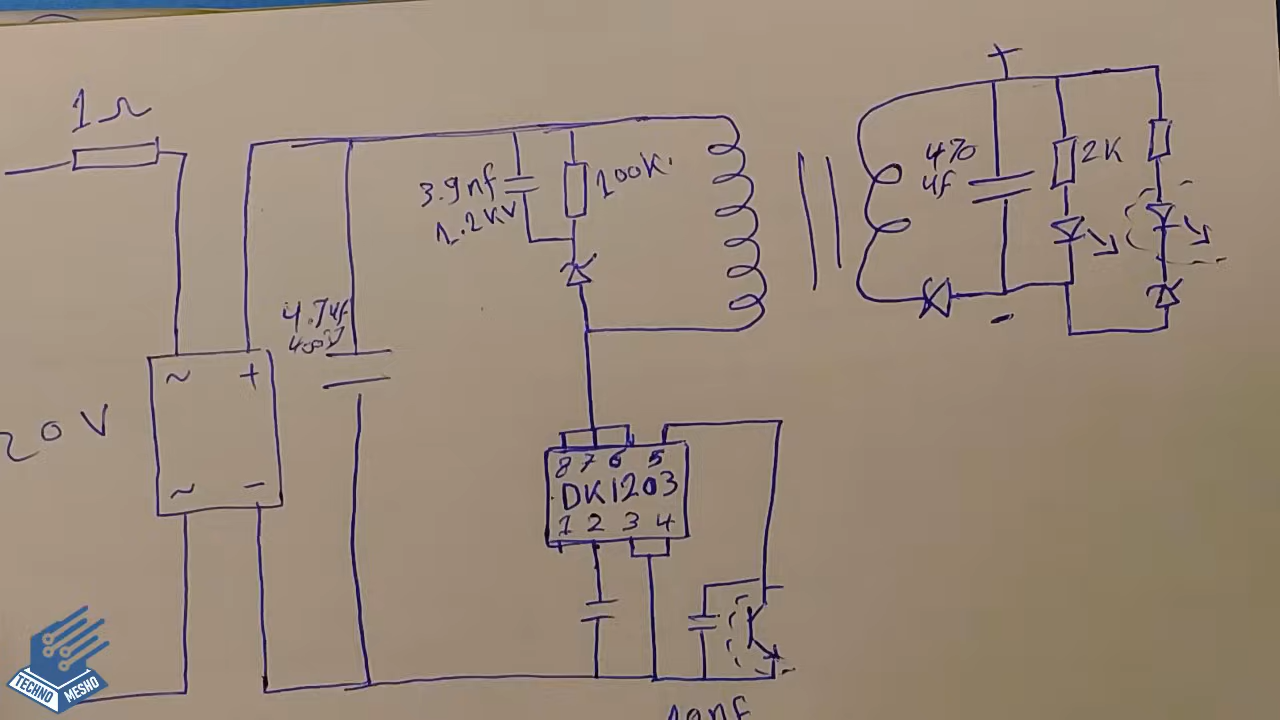 1Ω
20V
~ +
~ -
4.7uf
400V
3.9nf
1.2KV
100K
8 7 6 5
DK1203
1 2 3 4
10nf
+
470
uf
2K
-
TECHNO
MESHO